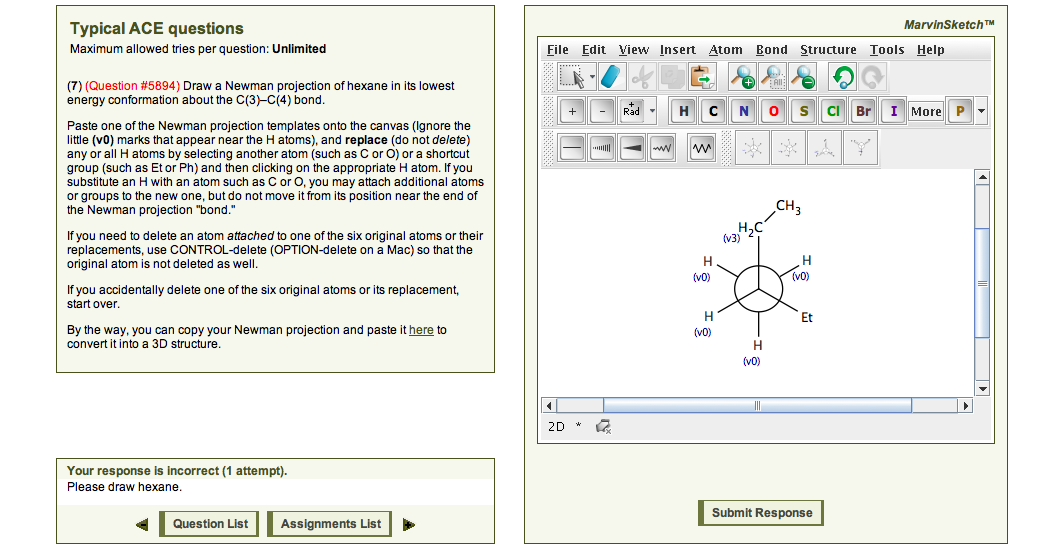 Typical ACE questions
Maximum allowed tries per question: Unlimited
(7) (Question #5894) Draw a Newman projection of hexane in its lowest
energy conformation about the C(3)–C(4) bond.
Paste one of the Newman projection templates onto the canvas (Ignore the
little (v0) marks that appear near the H atoms), and replace (do not delete)
any or all H atoms by selecting another atom (such as C or O) or a shortcut
group (such as Et or Ph) and then clicking on the appropriate H atom. If you
substitute an H with an atom such as C or O, you may attach additional atoms
or groups to the new one, but do not move it from its position near the end of
the Newman projection "bond."
If you need to delete an atom attached to one of the six original atoms or their
replacements, use CONTROL-delete (OPTION-delete on a Mac) so that the
original atom is not deleted as well.
If you accidentally delete one of the six original atoms or its replacement,
start over.
By the way, you can copy your Newman projection and paste it here to
convert it into a 3D structure.
Your response is incorrect (1 attempt).
Please draw hexane.
Question List
Assignments List
MarvinSketch™
File Edit View Insert Atom Bond Structure Tools Help
All
+ - Rad H C N O S Cl Br I More P
CH3
H2C
(v3)
H H
(v0) (v0)
H Et
(v0)
H
(v0)
2D *
Submit Response